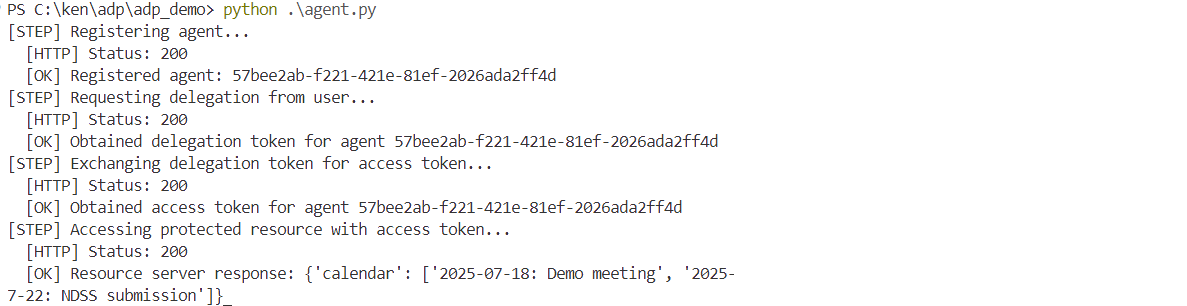 PS C:\ken\adp\adp_demo> python .\agent.py
[STEP] Registering agent...
  [HTTP] Status: 200
  [OK] Registered agent: 57bee2ab-f221-421e-81ef-2026ada2ff4d
[STEP] Requesting delegation from user...
  [HTTP] Status: 200
  [OK] Obtained delegation token for agent 57bee2ab-f221-421e-81ef-2026ada2ff4d
[STEP] Exchanging delegation token for access token...
  [HTTP] Status: 200
  [OK] Obtained access token for agent 57bee2ab-f221-421e-81ef-2026ada2ff4d
[STEP] Accessing protected resource with access token...
  [HTTP] Status: 200
  [OK] Resource server response: {'calendar': ['2025-07-18: Demo meeting', '2025-
7-22: NDSS submission']}_